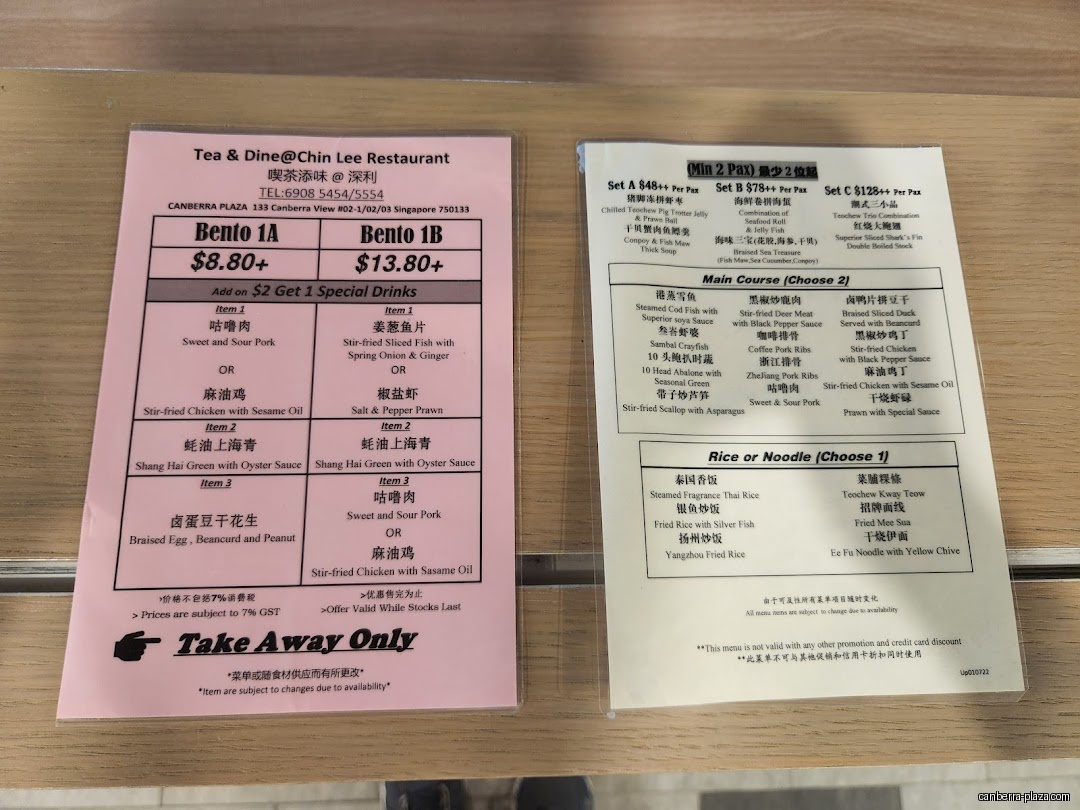 Tea & Dine@Chin Lee Restaurant
喫茶添味 @ 深利
TEL:6908 5454/5554
CANBERRA PLAZA 133 Canberra View #02-1/02/03 Singapore 750133
Bento 1A
$8.80+
Bento 1B
$13.80+
Add on $2 Get 1 Special Drinks
Item 1
咕噜肉
Sweet and Sour Pork
OR
麻油鸡
Stir-fried Chicken with Sesame Oil
Item 1
姜葱鱼片
Stir-fried Sliced Fish with
Spring Onion & Ginger
OR
椒盐虾
Salt & Pepper Prawn
Item 2
蚝油上海青
Shang Hai Green with Oyster Sauce
Item 2
蚝油上海青
Shang Hai Green with Oyster Sauce
Item 3
卤蛋豆干花生
Braised Egg , Beancurd and Peanut
Item 3
咕噜肉
Sweet and Sour Pork
OR
麻油鸡
Stir-fried Chicken with Sasame Oil
>价格不包括7%消费税
> Prices are subject to 7% GST
>优惠售完为止
>Offer Valid While Stocks Last
Take Away Only
*菜单或随食材供应而有所更改*
*Item are subject to changes due to availability*
(Min 2 Pax) 最少2位起
Set A $48++ Per Pax
猪脚冻拼虾枣
Chilled Teochew Pig Trotter Jelly
& Prawn Roll
干贝蟹肉鱼鳔羹
Conpoy & Fish Maw
Thick Soup
Set B $78++ Per Pax
海鲜卷拼海蜇
Combination of
Seafood Roll
& Jelly Fish
海味三宝(花胶,海参,干贝)
Braised Sea Treasure
(Fish Maw,Sea Cucumber,Conpoy)
Set C $128++ Per Pax
潮式三小品
Teochew Trio Combination
红烧大鲍翅
Superior Sliced Shark's Fin
Double Boiled Stock
Main Course (Choose 2)
港蒸雪鱼
Steamed Cod Fish with
Superior soya Sauce
叁峇虾婆
Sambal Crayfish
10 头鲍扒时蔬
10 Head Abalone with
Seasonal Green
带子炒芦笋
Stir-fried Scallop with Asparagus
黑椒炒鹿肉
Stir-fried Deer Meat
with Black Pepper Sauce
咖啡排骨
Coffee Pork Ribs
浙江排骨
ZheJiang Pork Ribs
咕噜肉
Sweet & Sour Pork
卤鸭片拼豆干
Braised Sliced Duck
Served with Beancurd
黑椒炒鸡丁
Stir-fried Chicken
with Black Pepper Sauce
麻油鸡丁
Stir-fried Chicken with Sesame Oil
干烧虾碌
Prawn with Special Sauce
Rice or Noodle (Choose 1)
泰国香饭
Steamed Fragrance Thai Rice
银鱼炒饭
Fried Rice with Silver Fish
扬州炒饭
Yangzhou Fried Rice
菜脯粿條
Teochew Kway Teow
招牌面线
Fried Mee Sua
干烧伊面
Ee Fu Noodle with Yellow Chive
由于可及性所有菜单项目随时变化
All menu items are subject to change due to availability
**This menu is not valid with any other promotion and credit card discount
**此菜单不可与其他促销和信用卡折扣同时使用
Up010722
canberra-plaza.com